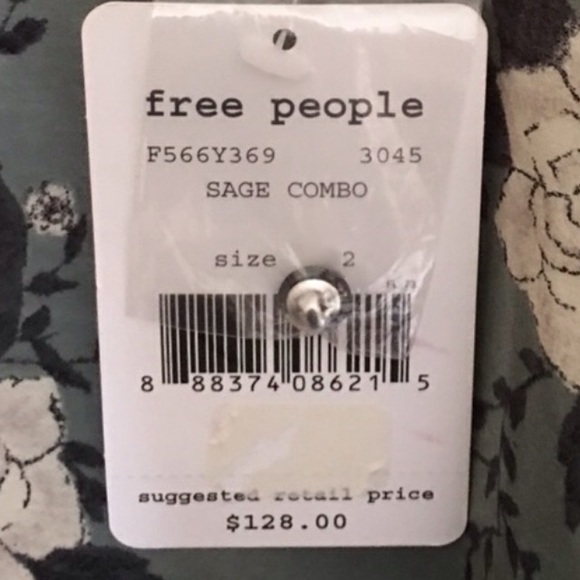 free people
F566Y369 3045
SAGE COMBO
size 2
8 88374 08621 5
suggested retail price
$128.00